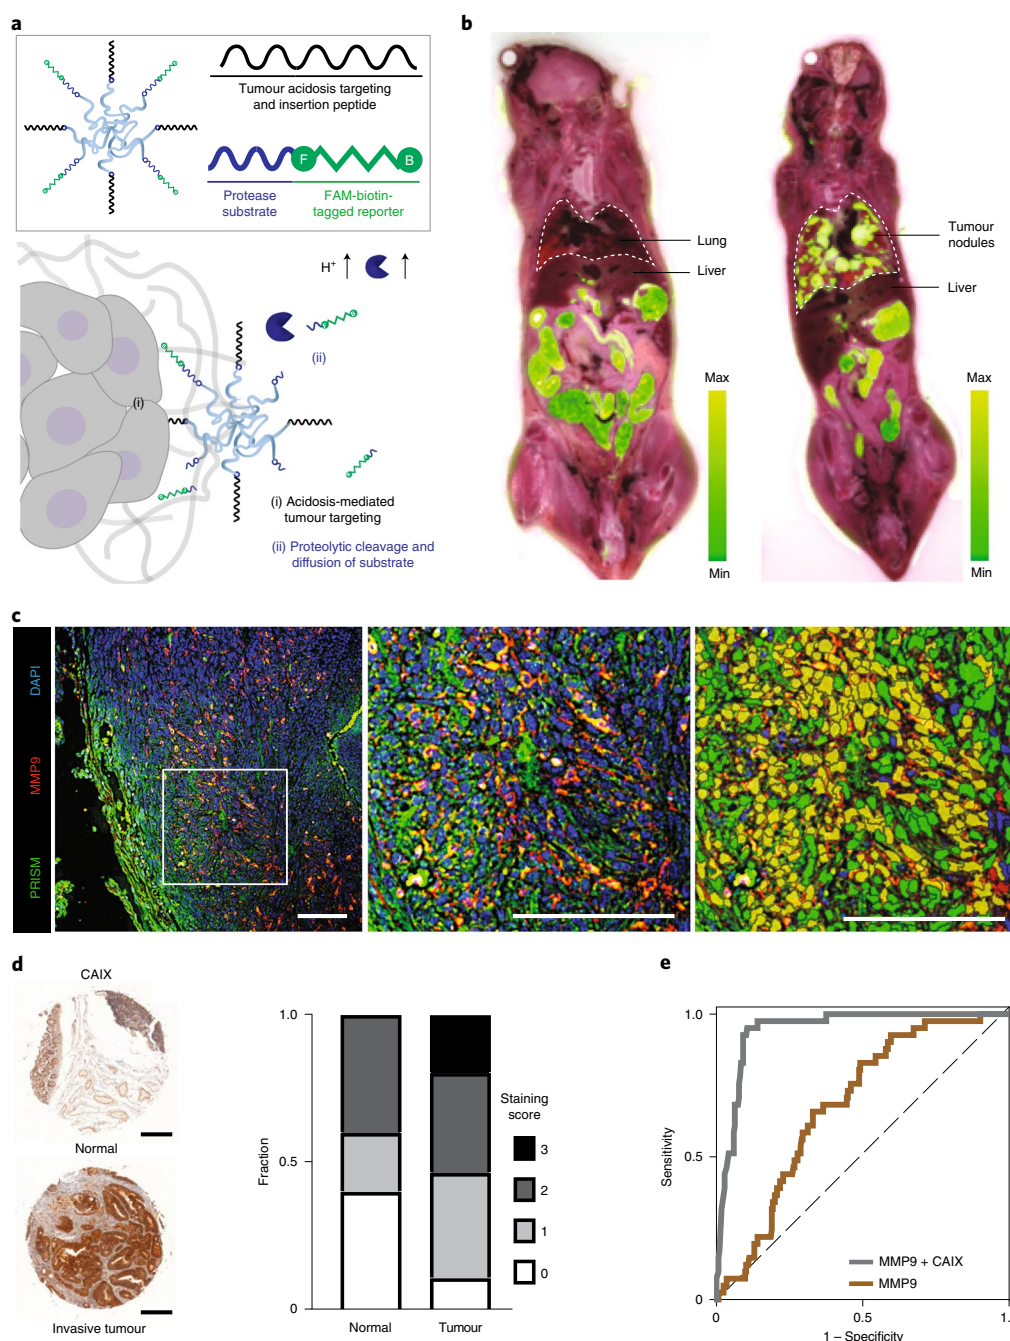 a
Tumour acidosis targeting
and insertion peptide
F
B
Protease
substrate
FAM-biotin-
tagged reporter
H+
(ii)
(i)
(i) Acidosis-mediated
tumour targeting
(ii) Proteolytic cleavage and
diffusion of substrate
b
Lung
Liver
Max
Min
Tumour
nodules
Liver
Max
Min
c
DAPI
MMP9
PRISM
d
CAIX
Normal
Invasive tumour
1.0
0.5
0
Fraction
Normal
Tumour
Staining
score
3
2
1
0
e
1.0
0.5
0
Sensitivity
MMP9 + CAIX
MMP9
0
0.5
1.
1 – Specificity